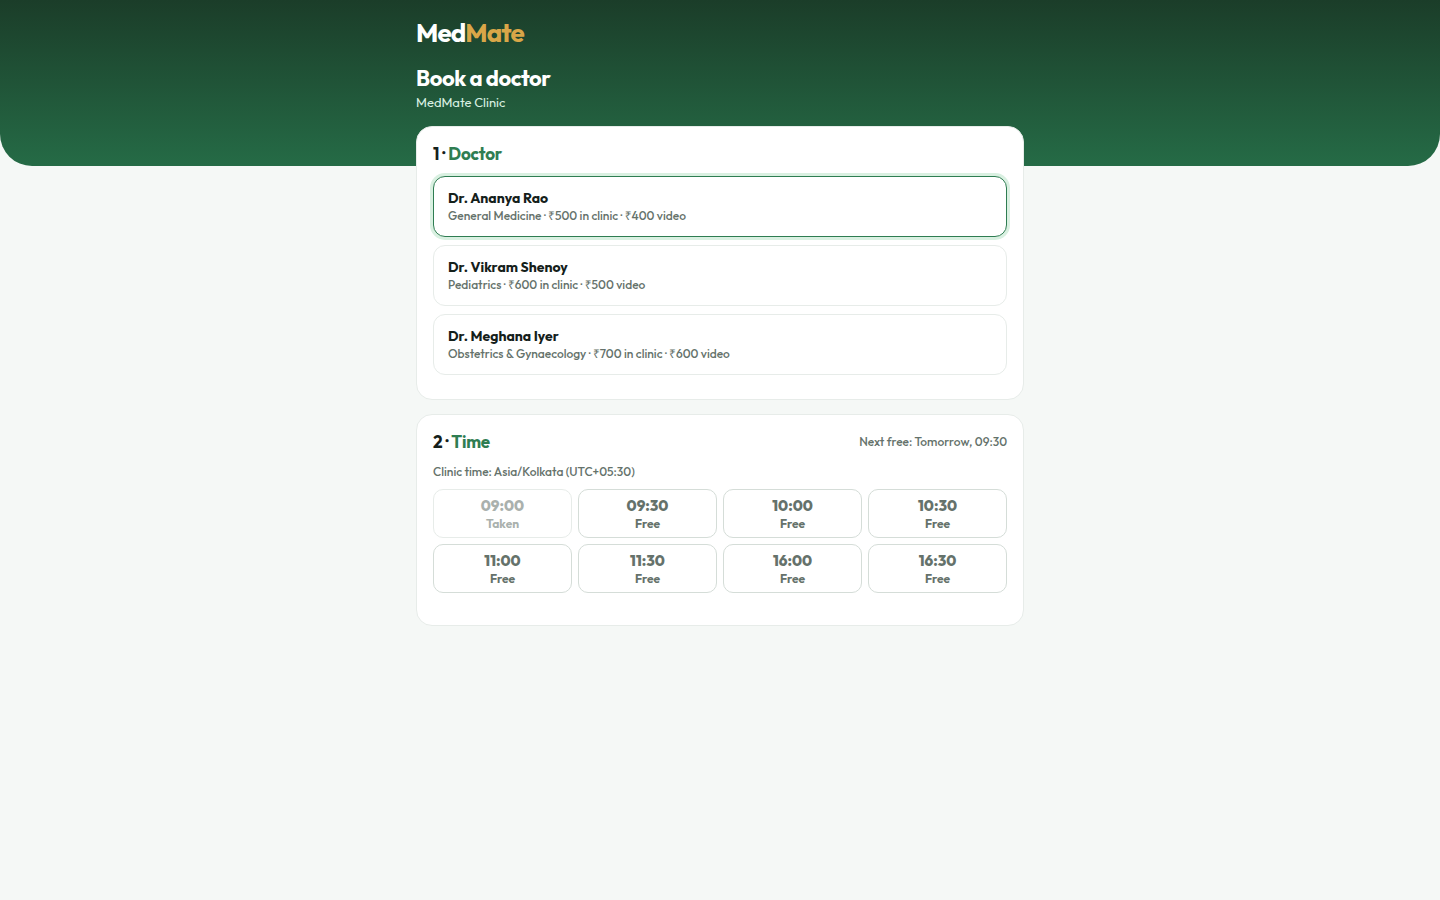 MedMate
Book a doctor
MedMate Clinic
1 · Doctor
Dr. Ananya Rao
General Medicine · ₹500 in clinic · ₹400 video
Dr. Vikram Shenoy
Pediatrics · ₹600 in clinic · ₹500 video
Dr. Meghana Iyer
Obstetrics & Gynaecology · ₹700 in clinic · ₹600 video
2 · Time
Next free: Tomorrow, 09:30
Clinic time: Asia/Kolkata (UTC+05:30)
09:00 09:30 10:00 10:30
Taken Free Free Free
11:00 11:30 16:00 16:30
Free Free Free Free